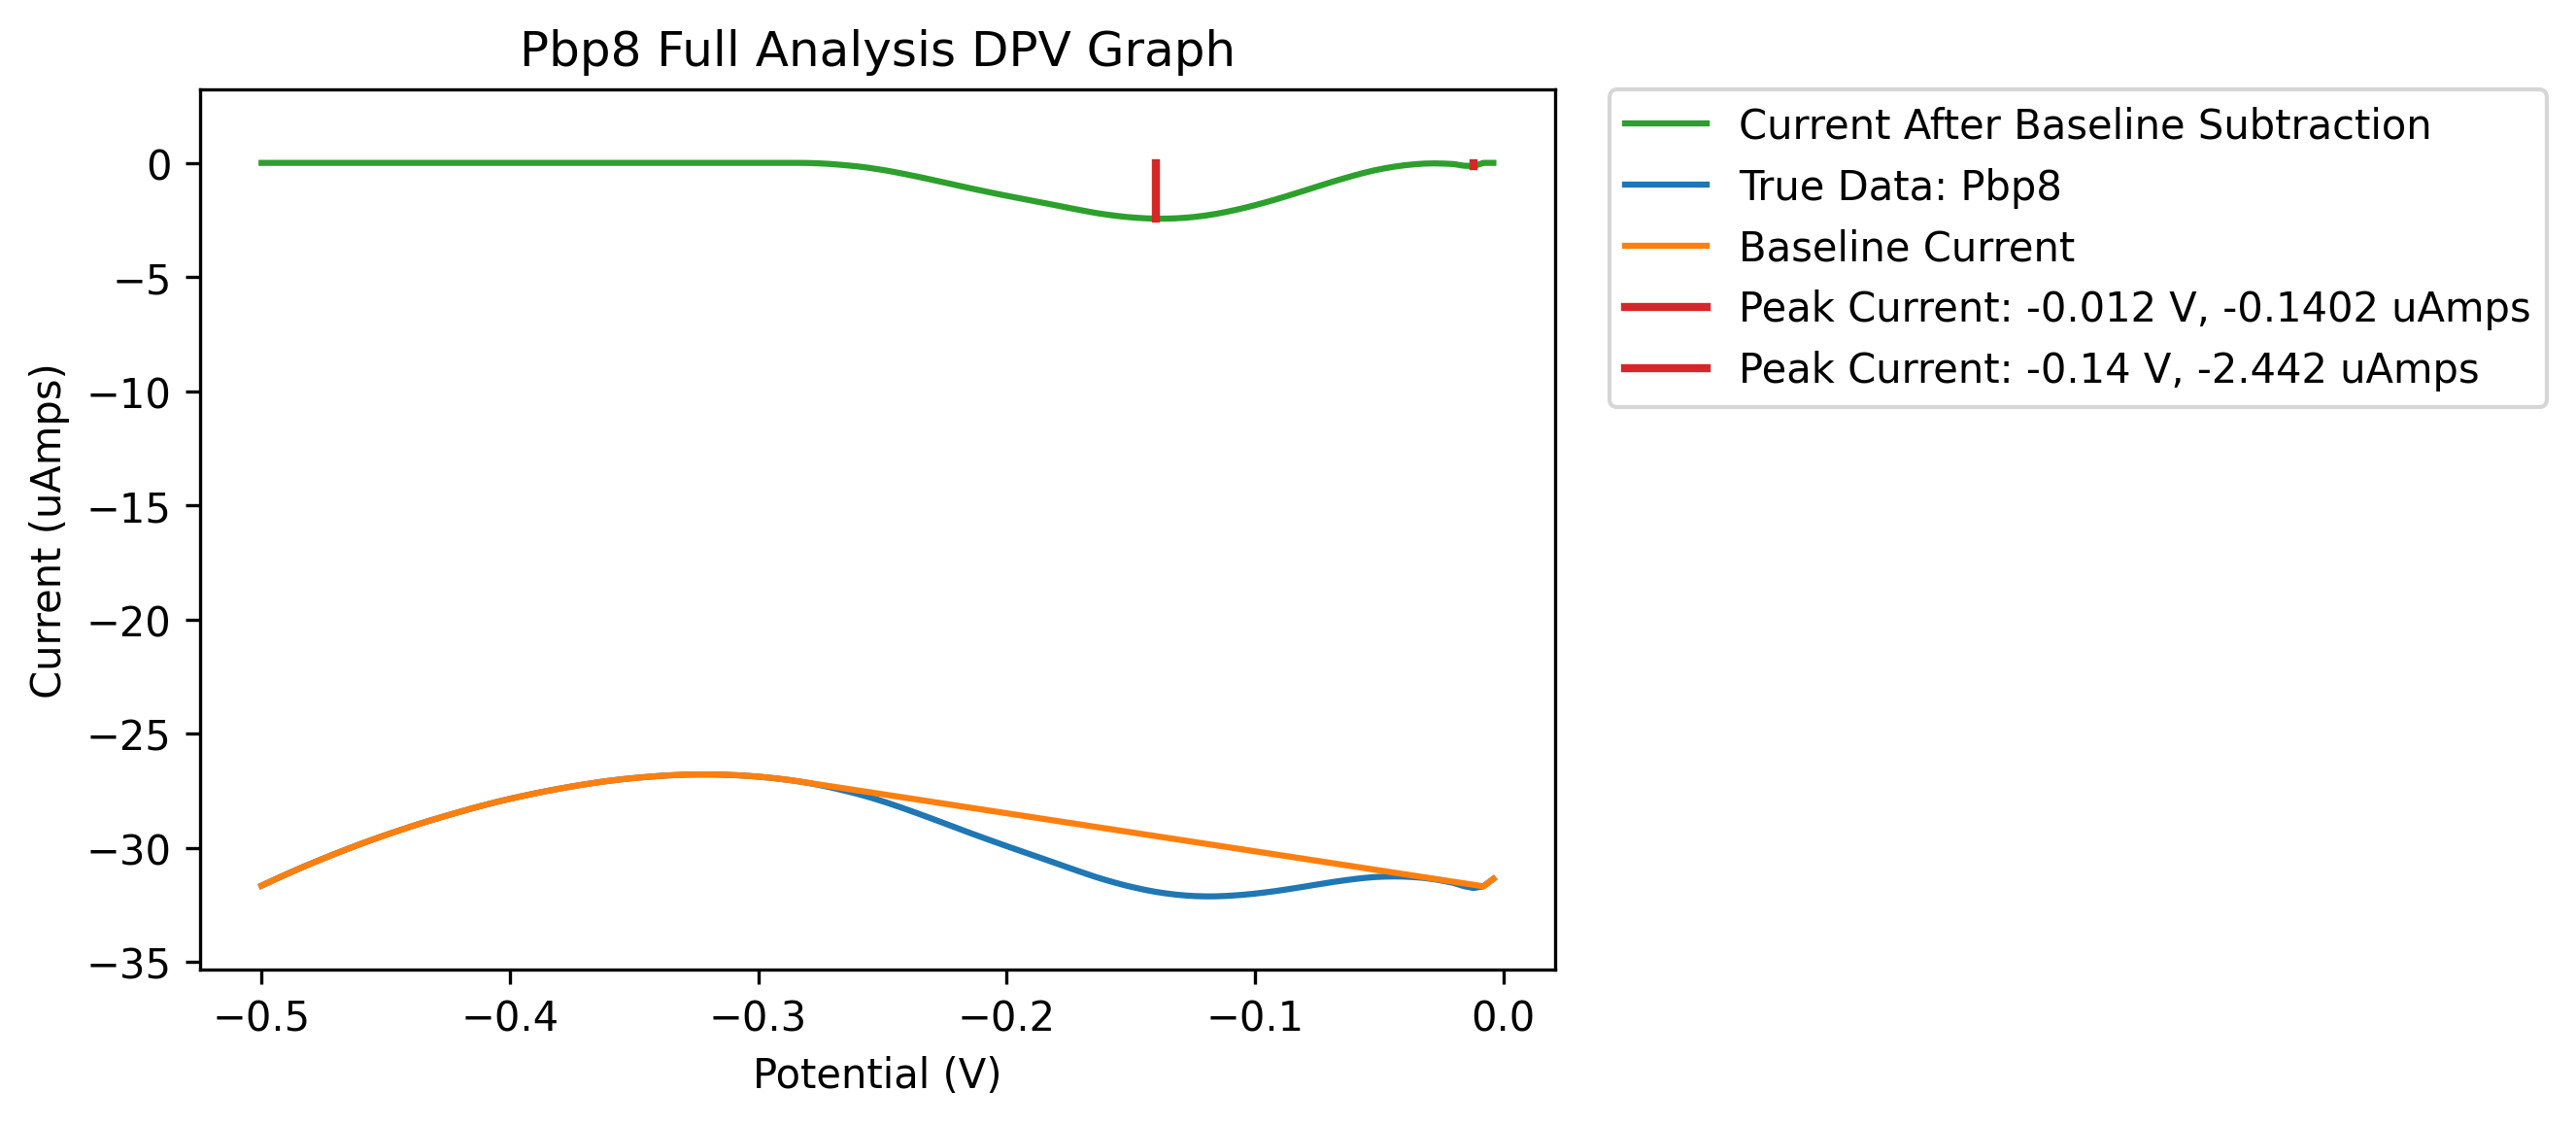 Pbp8 Full Analysis DPV Graph
Current After Baseline Subtraction
True Data: Pbp8
Baseline Current
Peak Current: -0.012 V, -0.1402 uAmps
Peak Current: -0.14 V, -2.442 uAmps
Current (uAmps)
0
−5
−10
−15
−20
−25
−30
−35
−0.5 −0.4 −0.3 −0.2 −0.1 0.0
Potential (V)